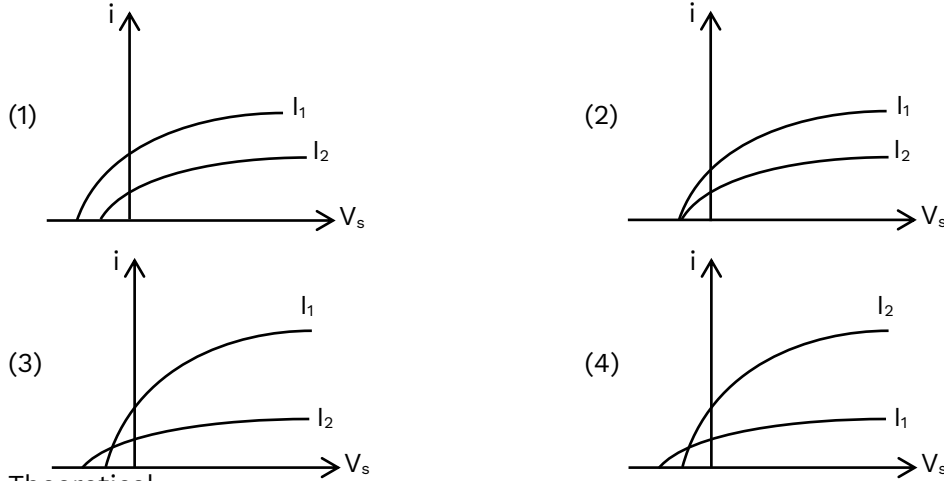 i i
(1) I₁ (2) I₁
I₂ I₂
Vₛ Vₛ
i i
I₁ I₂
(3) (4)
I₂ I₁
Vₛ Vₛ
Theoretical